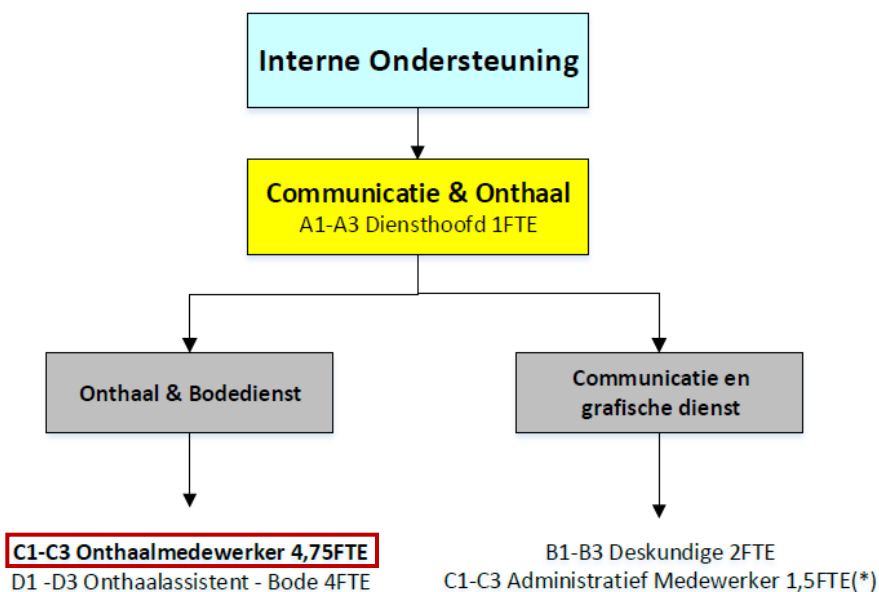 Interne Ondersteuning
Communicatie & Onthaal
A1-A3 Diensthoofd 1FTE
Onthaal & Bodedienst
Communicatie en
grafische dienst
C1-C3 Onthaalmedewerker 4,75FTE
D1 -D3 Onthaalassistent - Bode 4FTE
B1-B3 Deskundige 2FTE
C1-C3 Administratief Medewerker 1,5FTE(*)